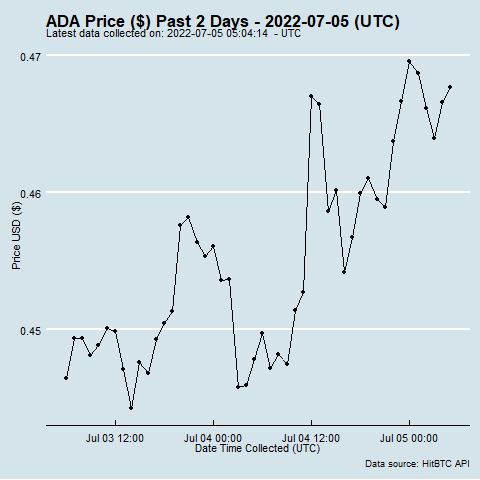 ADA Price ($) Past 2 Days - 2022-07-05 (UTC)
Latest data collected on: 2022-07-05 05:04:14 - UTC
0.47
0.46
0.45
Price USD ($)
Jul 03 12:00
Jul 04 00:00
Jul 04 12:00
Jul 05 00:00
Date Time Collected (UTC)
Data source: HitBTC API